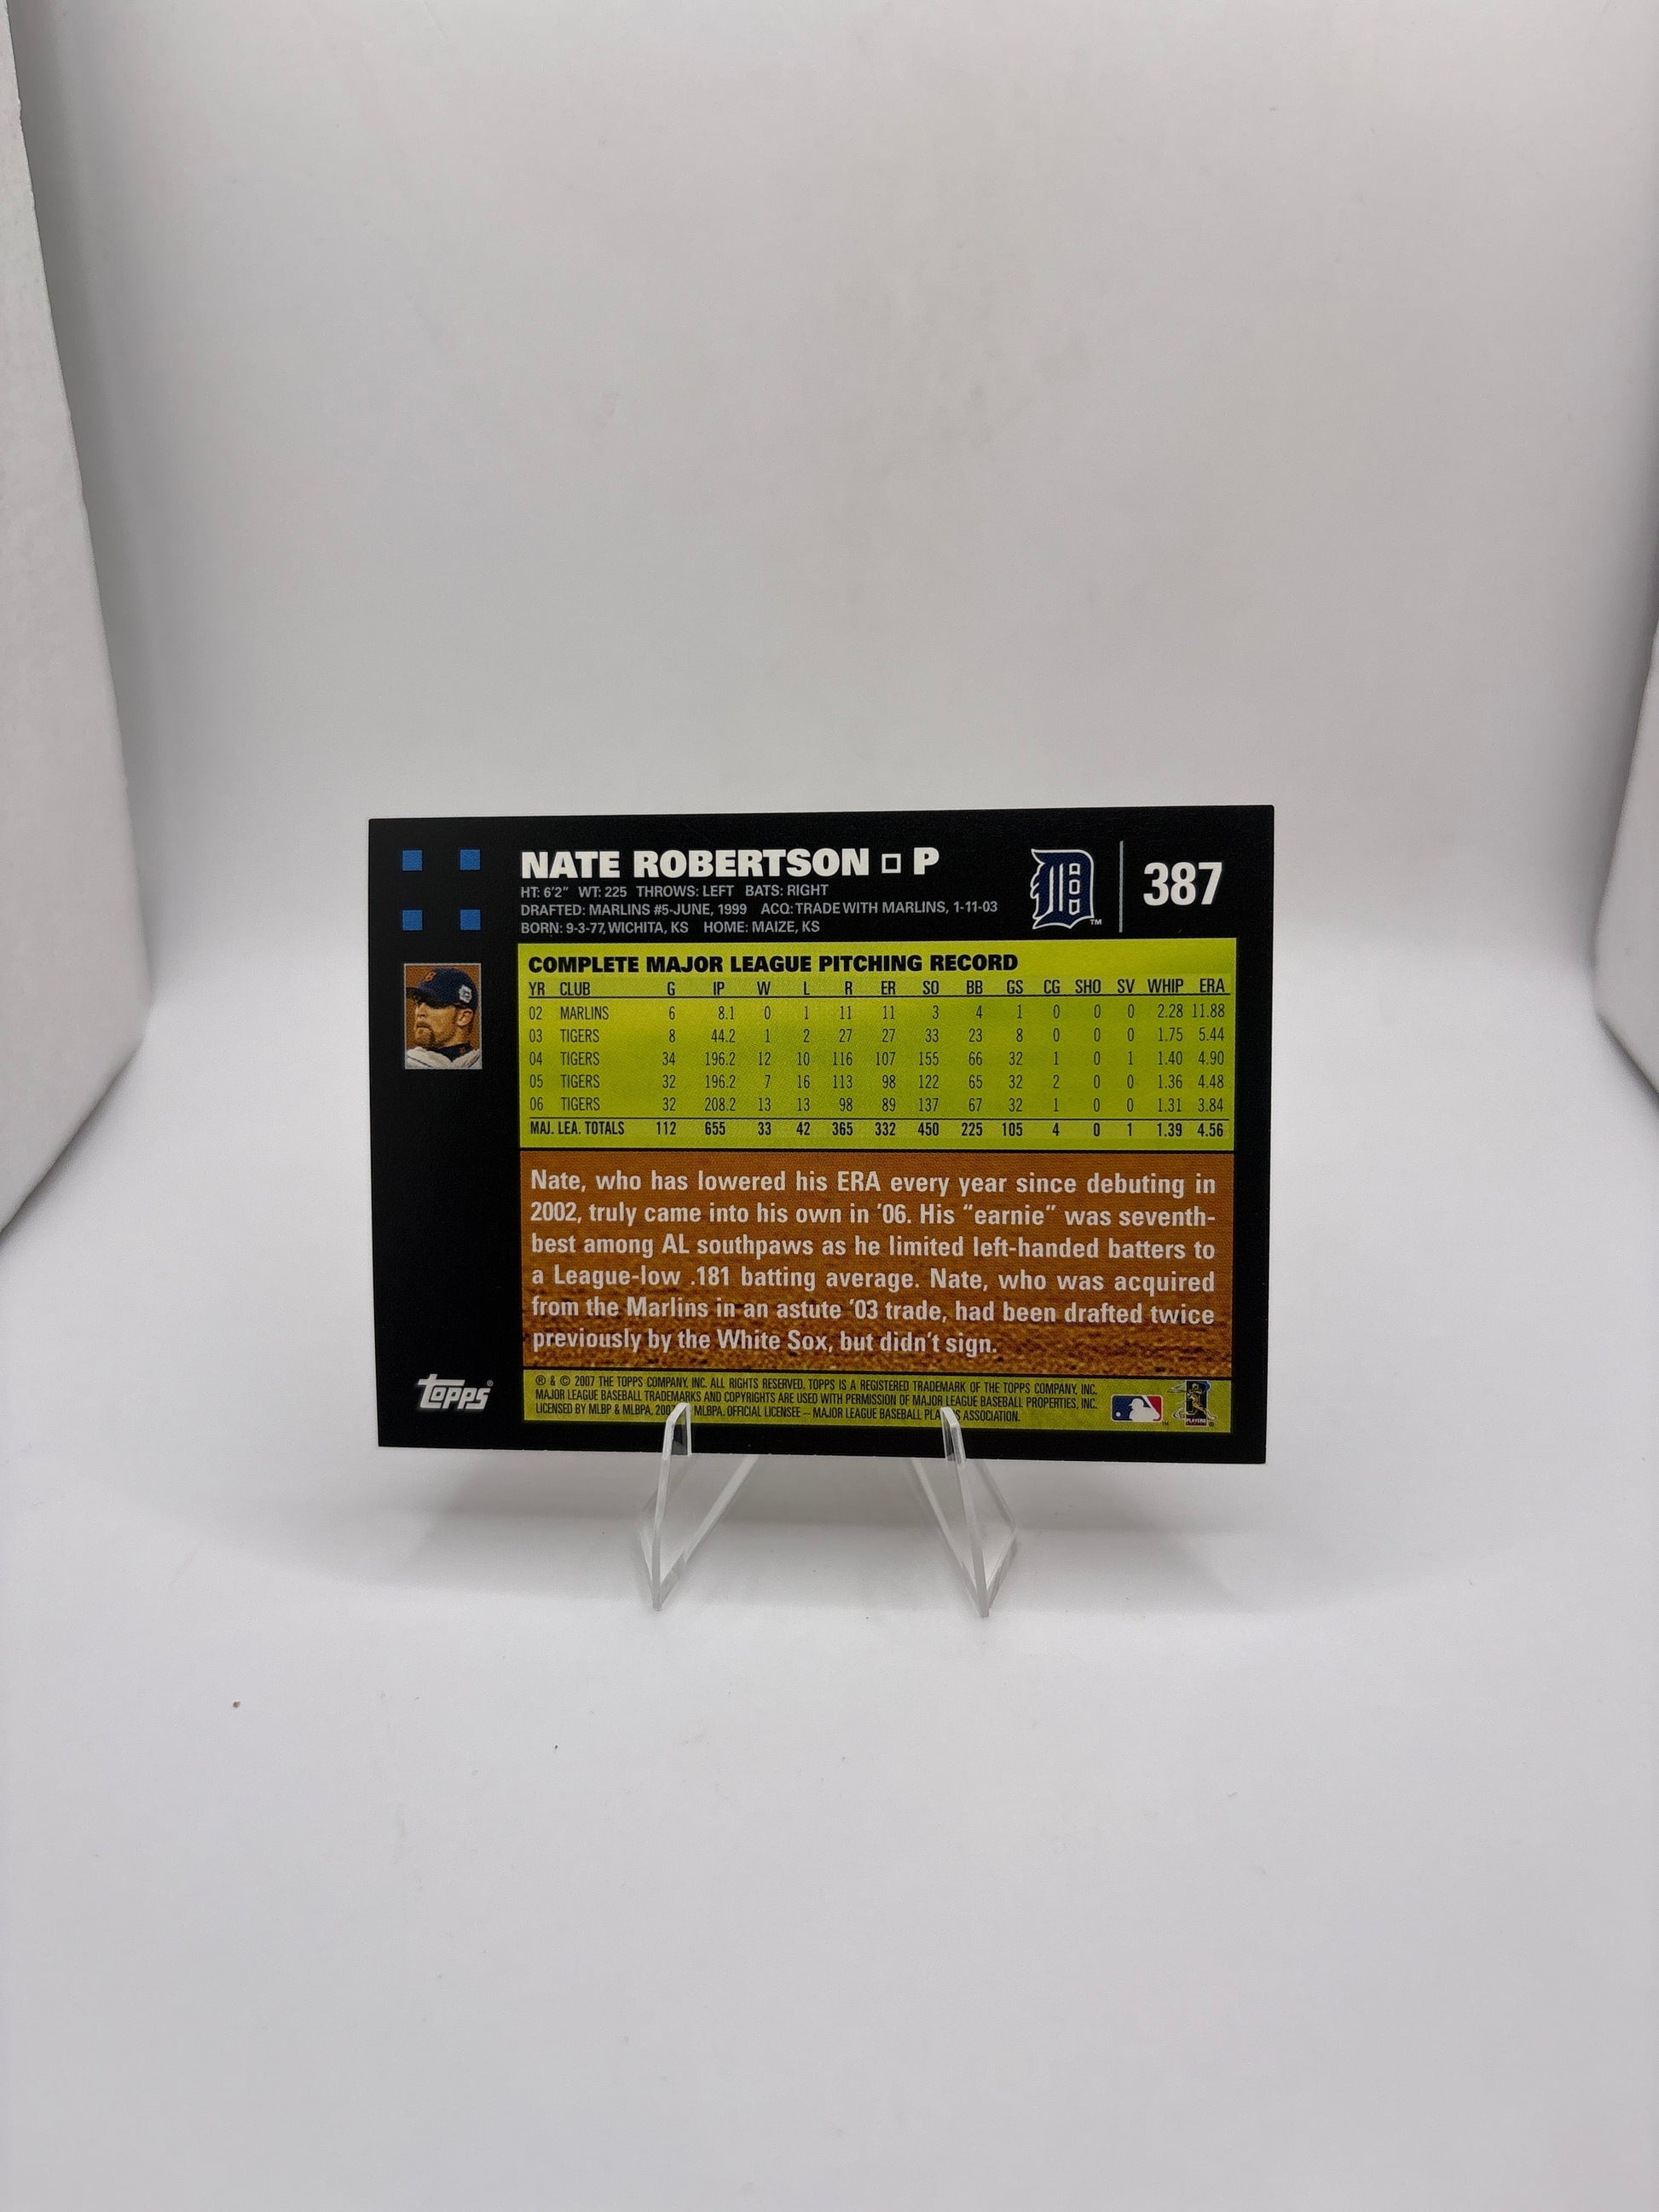 NATE ROBERTSON □ P
387
HT: 6'2" WT: 225 THROWS: LEFT BATS: RIGHT
DRAFTED: MARLINS #5-JUNE, 1999 ACQ: TRADE WITH MARLINS, 1-11-03
BORN: 9-3-77, WICHITA, KS HOME: MAIZE, KS
COMPLETE MAJOR LEAGUE PITCHING RECORD
YR CLUB G IP W L R ER SO BB GS CG SHO SV WHIP ERA
02 MARLINS 6 8.1 0 1 11 11 3 4 1 0 0 0 2.28 11.88
03 TIGERS 8 44.2 1 2 27 27 33 23 8 0 0 0 1.75 5.44
04 TIGERS 34 196.2 12 10 116 107 155 66 32 1 0 1 1.40 4.90
05 TIGERS 32 196.2 7 16 113 98 122 65 32 2 0 0 1.36 4.48
06 TIGERS 32 208.2 13 13 98 89 137 67 32 1 0 0 1.31 3.84
MAJ. LEA. TOTALS 112 655 33 42 365 332 450 225 105 4 0 1 1.39 4.56
Nate, who has lowered his ERA every year since debuting in
2002, truly came into his own in '06. His "earnie" was seventh-
best among AL southpaws as he limited left-handed batters to
a League-low .181 batting average. Nate, who was acquired
from the Marlins in an astute '03 trade, had been drafted twice
previously by the White Sox, but didn't sign.
topps®
® & © 2007 THE TOPPS COMPANY, INC. ALL RIGHTS RESERVED. TOPPS IS A REGISTERED TRADEMARK OF THE TOPPS COMPANY, INC.
MAJOR LEAGUE BASEBALL TRADEMARKS AND COPYRIGHTS ARE USED WITH PERMISSION OF MAJOR LEAGUE BASEBALL PROPERTIES, INC.
LICENSED BY MLBP & MLBPA, MLBPA. OFFICIAL LICENSEE – MAJOR LEAGUE BASEBALL ASSOCIATION.
PLAYERS